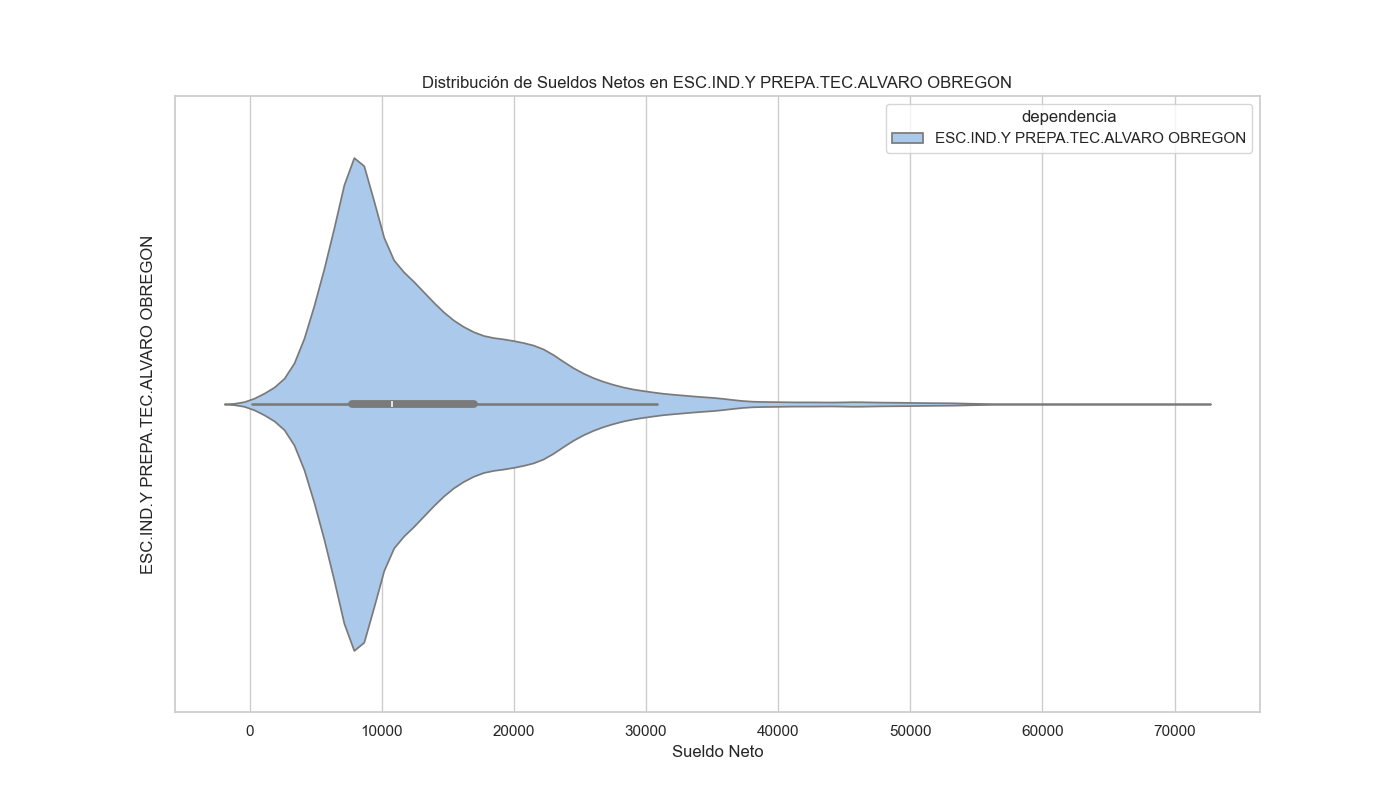 Distribución de Sueldos Netos en ESC.IND.Y PREPA.TEC.ALVARO OBREGON
dependencia
ESC.IND.Y PREPA.TEC.ALVARO OBREGON
ESC.IND.Y PREPA.TEC.ALVARO OBREGON
0 10000 20000 30000 40000 50000 60000 70000
Sueldo Neto